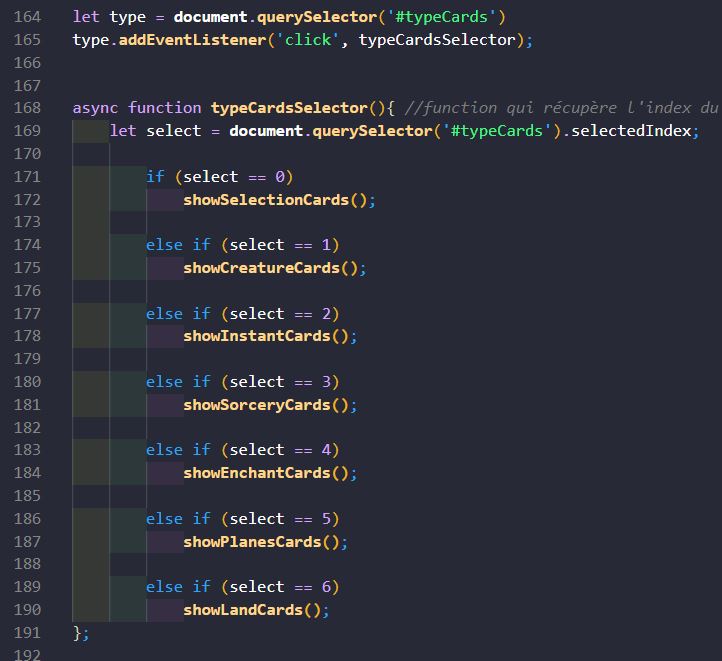 164 let type = document.querySelector('#typeCards')
165 type.addEventListener('click', typeCardsSelector);
166
167
168 async function typeCardsSelector(){ //function qui récupère l'index du
169 let select = document.querySelector('#typeCards').selectedIndex;
170
171 if (select == 0)
172 showSelectionCards();
173
174 else if (select == 1)
175 showCreatureCards();
176
177 else if (select == 2)
178 showInstantCards();
179
180 else if (select == 3)
181 showSorceryCards();
182
183 else if (select == 4)
184 showEnchantCards();
185
186 else if (select == 5)
187 showPlanesCards();
188
189 else if (select == 6)
190 showLandCards();
191 };
192